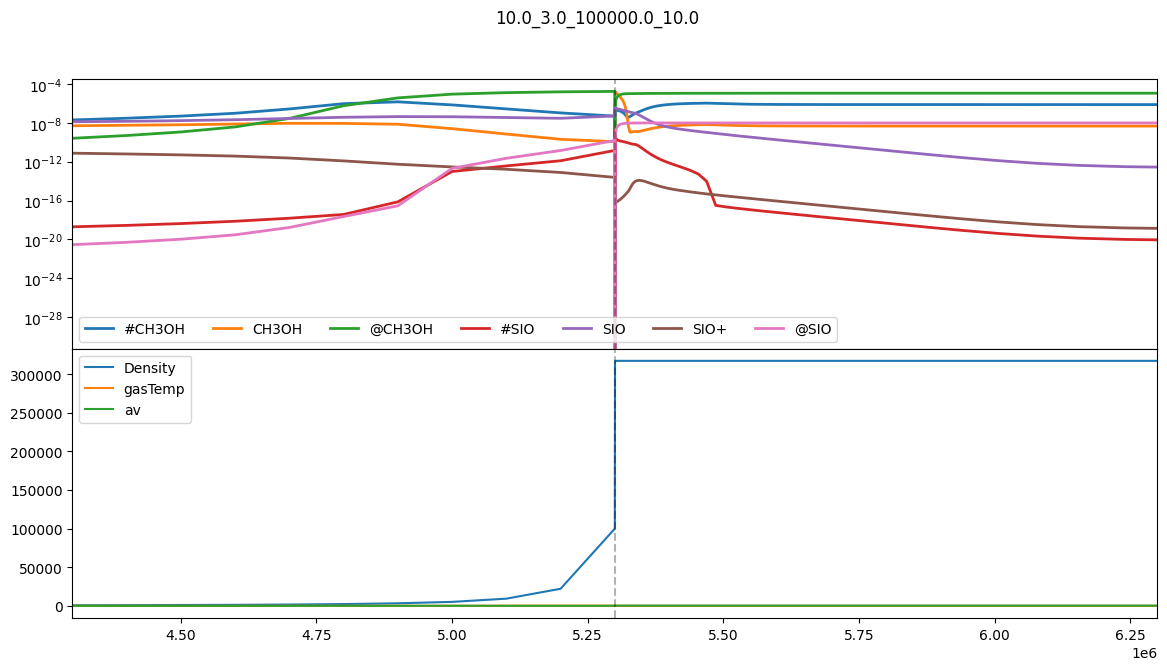 10.0_3.0_100000.0_10.0
10⁻⁴
10⁻⁸
10⁻¹²
10⁻¹⁶
10⁻²⁰
10⁻²⁴
10⁻²⁸
#CH3OH CH3OH @CH3OH #SIO SIO SIO+ @SIO
Density
gasTemp
av
300000
250000
200000
150000
100000
50000
0
4.50 4.75 5.00 5.25 5.50 5.75 6.00 6.25
1e6